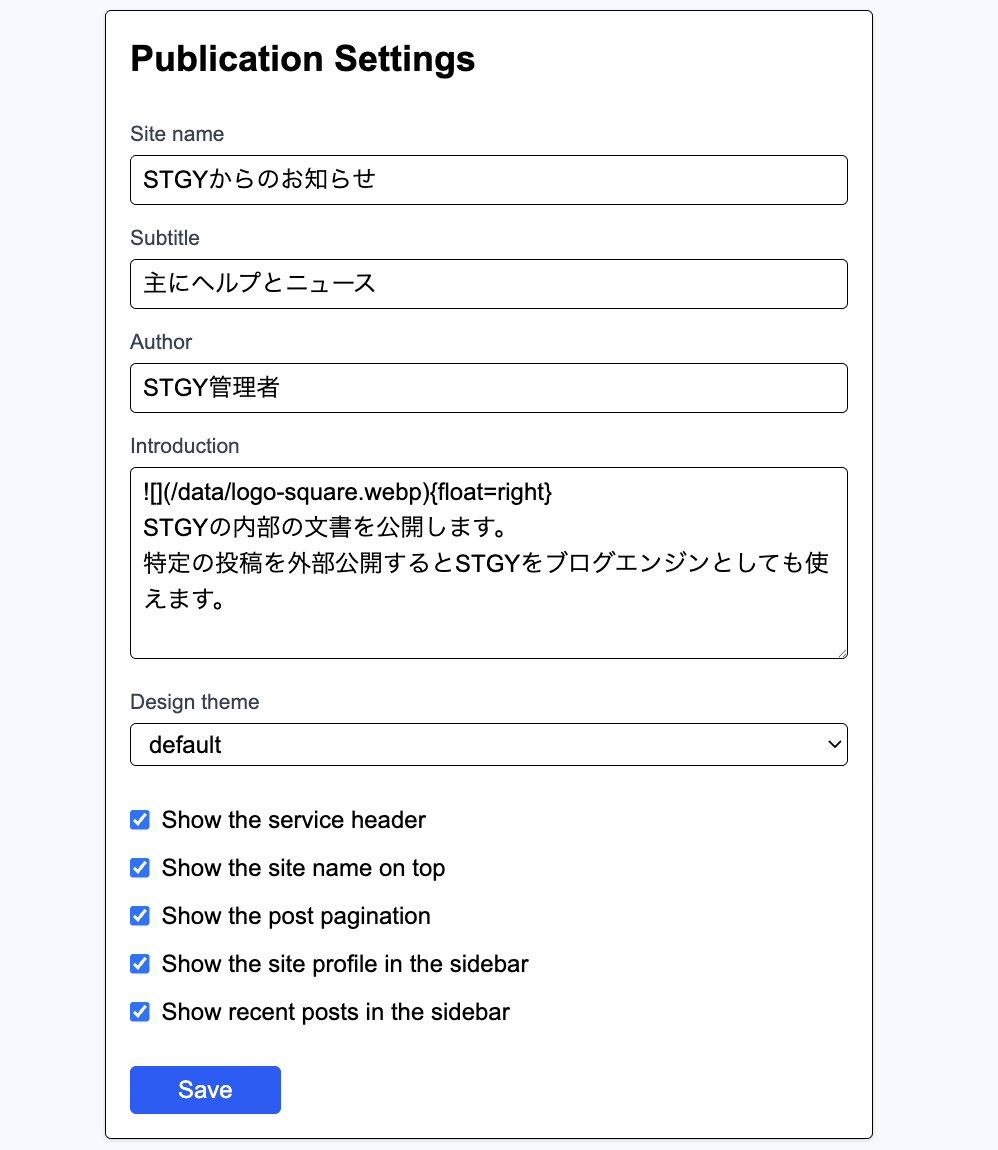 Publication Settings
Site name
STGYからのお知らせ
Subtitle
主にヘルプとニュース
Author
STGY管理者
Introduction
![](/data/logo-square.webp){float=right}
STGYの内部の文書を公開します。
特定の投稿を外部公開するとSTGYをブログエンジンとしても使
えます。
Design theme
default
Show the service header
Show the site name on top
Show the post pagination
Show the site profile in the sidebar
Show recent posts in the sidebar
Save